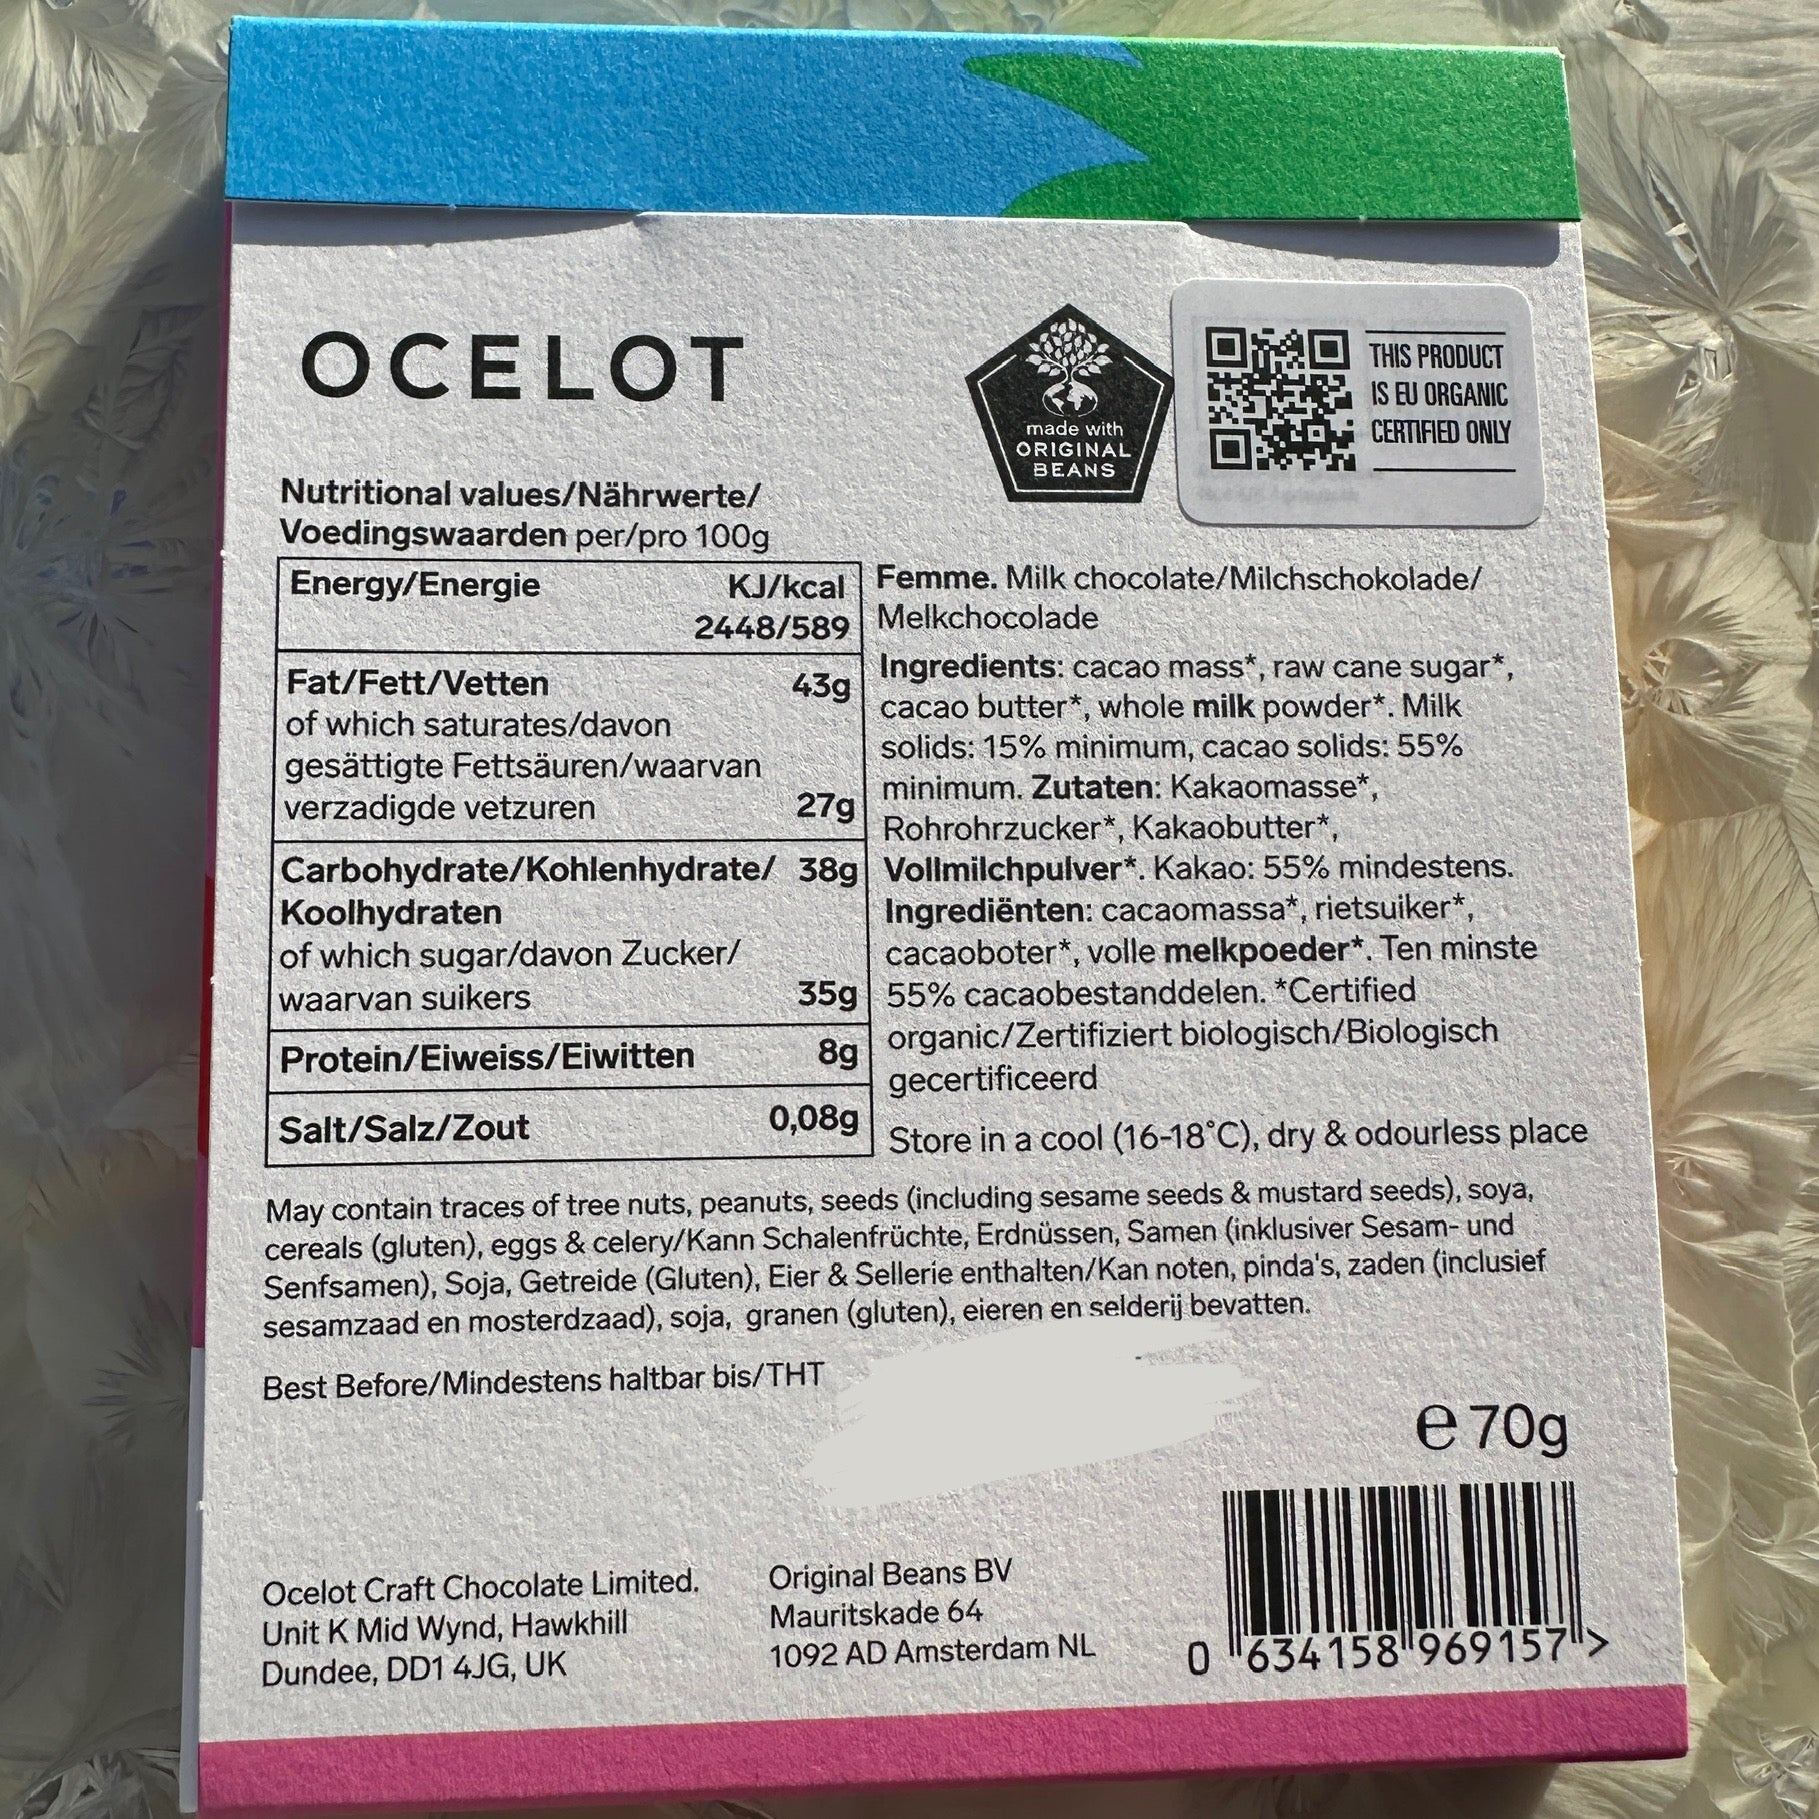 OCELOT
made with
ORIGINAL
BEANS
THIS PRODUCT
IS EU ORGANIC
CERTIFIED ONLY
Nutritional values/Nährwerte/
Voedingswaarden per/pro 100g
Energy/Energie KJ/kcal
2448/589
Fat/Fett/Vetten 43g
of which saturates/davon
gesättigte Fettsäuren/waarvan
verzadigde vetzuren 27g
Carbohydrate/Kohlenhydrate/ 38g
Koolhydraten
of which sugar/davon Zucker/
waarvan suikers 35g
Protein/Eiweiss/Eiwitten 8g
Salt/Salz/Zout 0,08g
Femme. Milk chocolate/Milchschokolade/
Melkchocolade
Ingredients: cacao mass*, raw cane sugar*,
cacao butter*, whole milk powder*. Milk
solids: 15% minimum, cacao solids: 55%
minimum. Zutaten: Kakaomasse*,
Rohrohrzucker*, Kakaobutter*,
Vollmilchpulver*. Kakao: 55% mindestens.
Ingrediënten: cacaomassa*, rietsuiker*,
cacaoboter*, volle melkpoeder*. Ten minste
55% cacaobestanddelen. *Certified
organic/Zertifiziert biologisch/Biologisch
gecertificeerd
Store in a cool (16-18°C), dry & odourless place
May contain traces of tree nuts, peanuts, seeds (including sesame seeds & mustard seeds), soya,
cereals (gluten), eggs & celery/Kann Schalenfrüchte, Erdnüssen, Samen (inklusiver Sesam- und
Senfsamen), Soja, Getreide (Gluten), Eier & Sellerie enthalten/Kan noten, pinda's, zaden (inclusief
sesamzaad en mosterdzaad), soja, granen (gluten), eieren en selderij bevatten.
Best Before/Mindestens haltbar bis/THT
e 70g
Ocelot Craft Chocolate Limited.
Unit K Mid Wynd, Hawkhill
Dundee, DD1 4JG, UK
Original Beans BV
Mauritskade 64
1092 AD Amsterdam NL
0 634158 969157 >